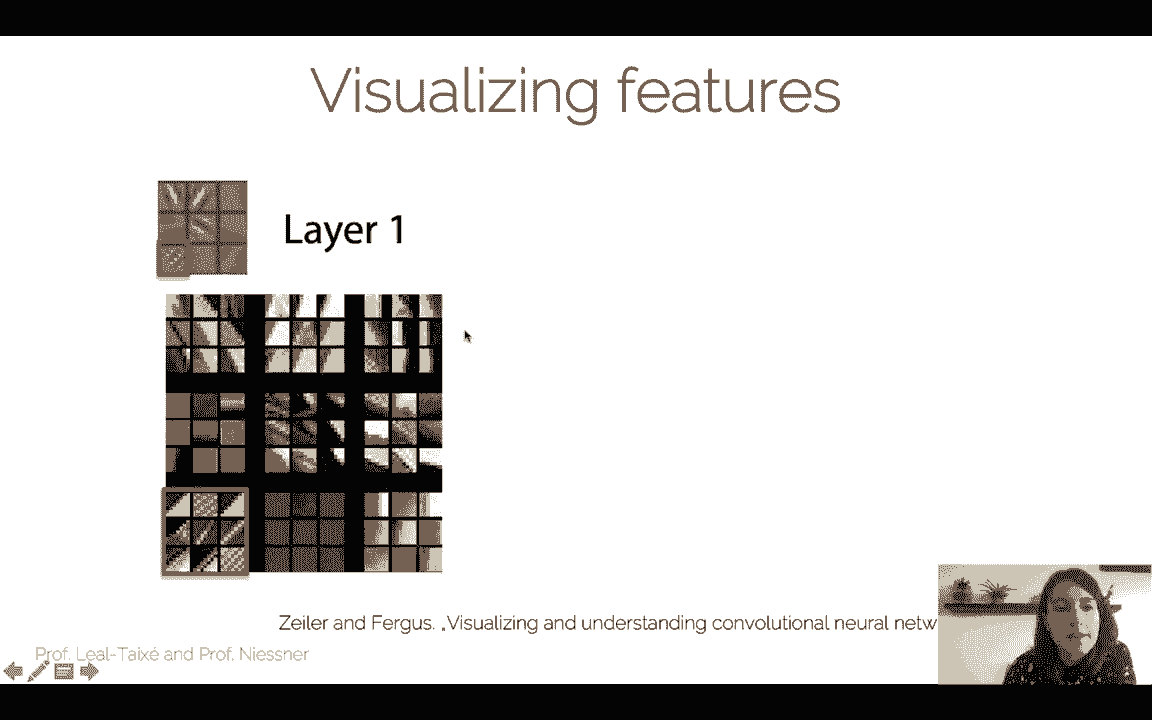 Visualizing features
Layer 1
Zeiler and Fergus. „Visualizing and understanding convolutional neural netw
Prof. Leal-Taixé and Prof. Niessner